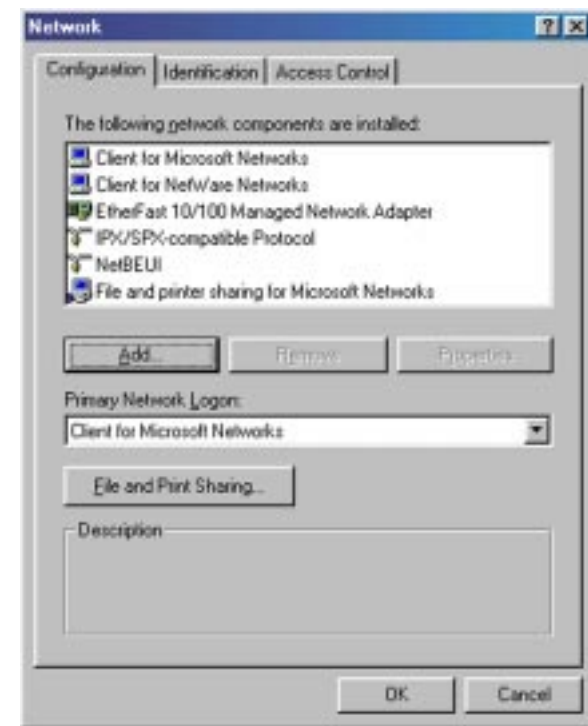 Network
? X
Configuration Identification Access Control
The following network components are installed:
Client for Microsoft Networks
Client for NetWare Networks
EtherFast 10/100 Managed Network Adapter
IPX/SPX-compatible Protocol
NetBEUI
File and printer sharing for Microsoft Networks
Add... Remove Properties
Primary Network Logon:
Client for Microsoft Networks
File and Print Sharing...
Description
OK Cancel